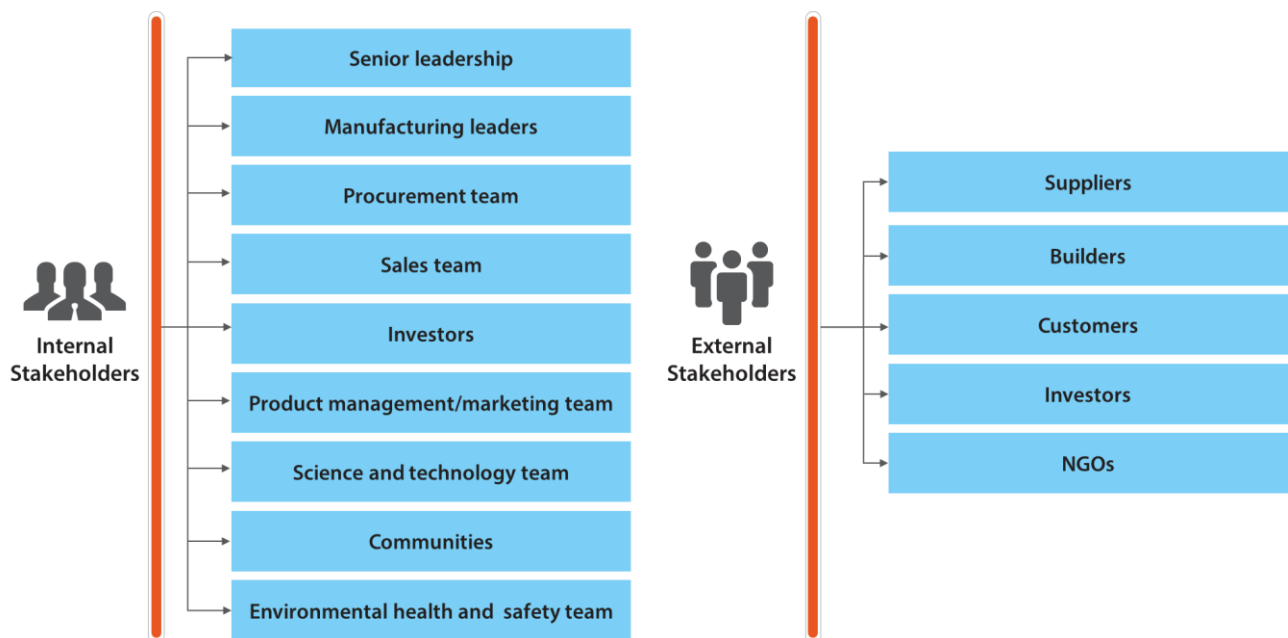 Internal
Stakeholders
Senior leadership
Manufacturing leaders
Procurement team
Sales team
Investors
Product management/marketing team
Science and technology team
Communities
Environmental health and safety team
External
Stakeholders
Suppliers
Builders
Customers
Investors
NGOs